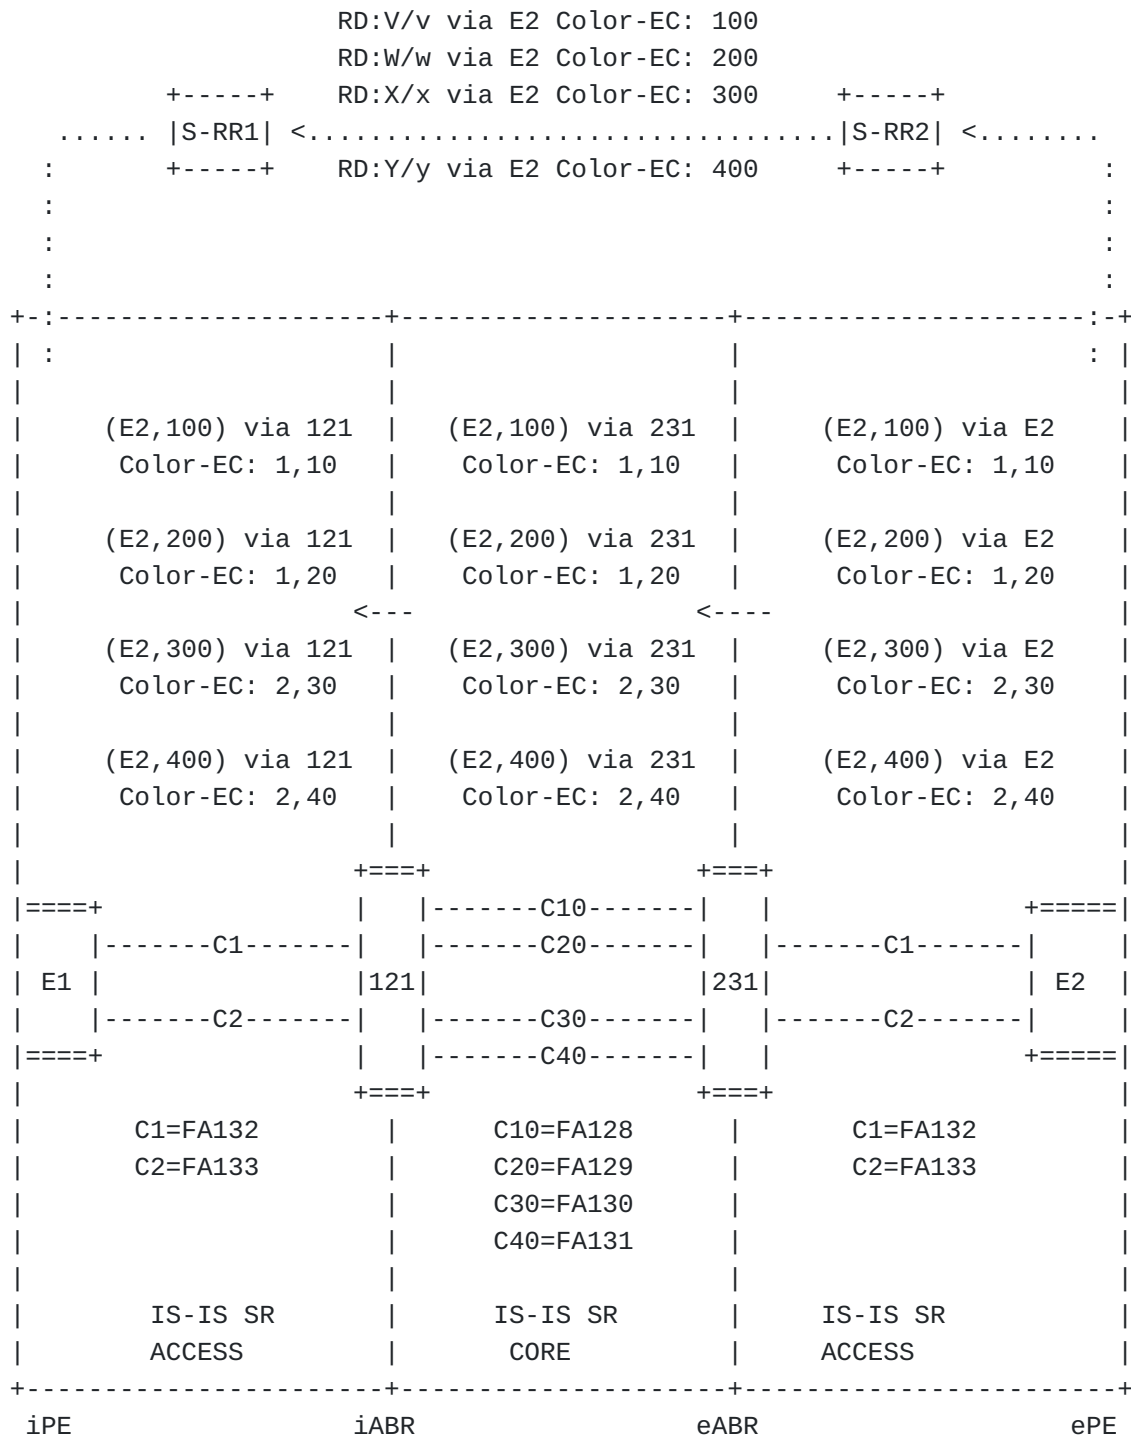 RD:V/v via E2 Color-EC: 100
                     RD:W/w via E2 Color-EC: 200
          +-----+    RD:X/x via E2 Color-EC: 300     +-----+
   ...... |S-RR1| <..................................|S-RR2| <........
  :       +-----+    RD:Y/y via E2 Color-EC: 400     +-----+          :
  :                                                                   :
  :                                                                   :
  :                                                                   :
+-:---------------------+---------------------+----------------------:-+
| :                     |                     |                      : |
|                       |                     |                        |
|     (E2,100) via 121  |  (E2,100) via 231   |     (E2,100) via E2    |
|      Color-EC: 1,10   |   Color-EC: 1,10    |      Color-EC: 1,10    |
|                       |                     |                        |
|     (E2,200) via 121  |  (E2,200) via 231   |     (E2,200) via E2    |
|      Color-EC: 1,20   |   Color-EC: 1,20    |      Color-EC: 1,20    |
|                     <---                  <----                      |
|     (E2,300) via 121  |  (E2,300) via 231   |     (E2,300) via E2    |
|      Color-EC: 2,30   |   Color-EC: 2,30    |      Color-EC: 2,30    |
|                       |                     |                        |
|     (E2,400) via 121  |  (E2,400) via 231   |     (E2,400) via E2    |
|      Color-EC: 2,40   |   Color-EC: 2,40    |      Color-EC: 2,40    |
|                       |                     |                        |
|                     +===+                 +===+                      |
|====+                |   |-------C10-------|   |                +=====|
|    |-------C1-------|   |-------C20-------|   |-------C1-------|     |
| E1 |                |121|                 |231|                | E2  |
|    |-------C2-------|   |-------C30-------|   |-------C2-------|     |
|====+                |   |-------C40-------|   |                +=====|
|                     +===+                 +===+                      |
|       C1=FA132        |      C10=FA128      |       C1=FA132         |
|       C2=FA133        |      C20=FA129      |       C2=FA133         |
|                       |      C30=FA130      |                        |
|                       |      C40=FA131      |                        |
|                       |                     |                        |
|        IS-IS SR       |      IS-IS SR       |     IS-IS SR           |
|        ACCESS         |       CORE          |     ACCESS             |
+-----------------------+---------------------+------------------------+
 iPE                  iABR                  eABR                    ePE